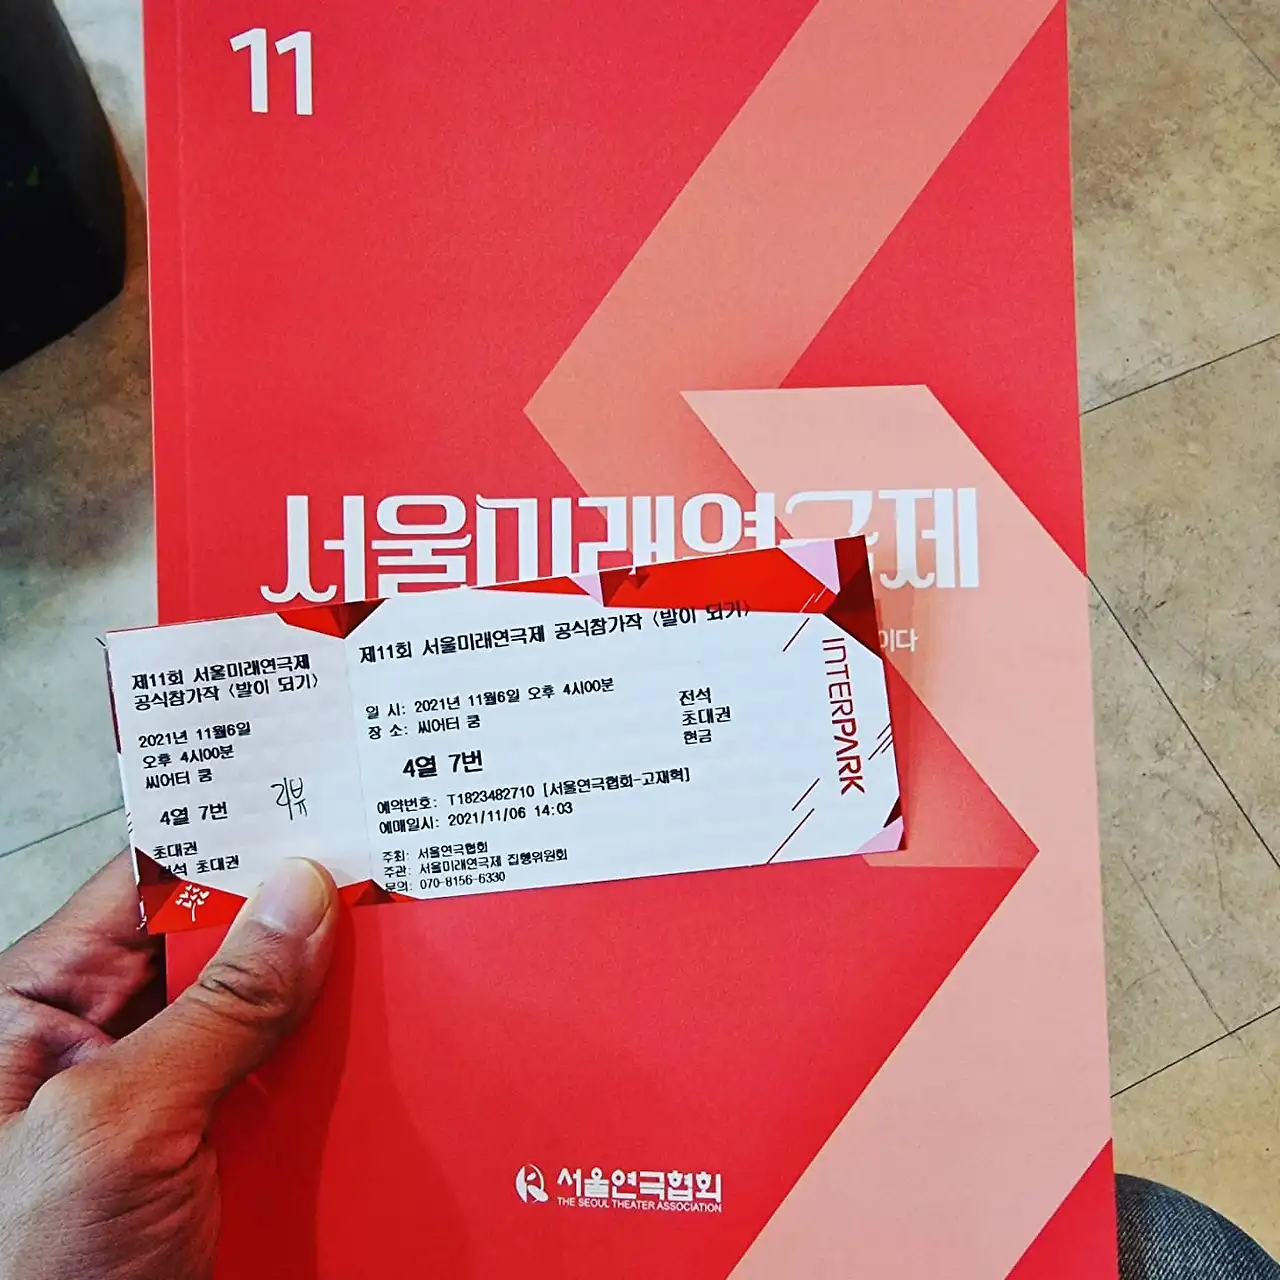 11
서울미래연극제
이다
제11회 서울미래연극제
공식참가작 <발이 되기>
2021년 11월6일
오후 4시00분
씨어터 쿵
4열 7번
리뷰
초대권
전석 초대권
제11회 서울미래연극제 공식참가작 <발이 되기>
일 시: 2021년 11월6일 오후 4시00분
장 소: 씨어터 쿵
전석
초대권
현금
4열 7번
예약번호: T1823482710 [서울연극협회-고재혁]
예매일시: 2021/11/06 14:03
주최: 서울연극협회
주관: 서울미래연극제 집행위원회
문의: 070-8156-6330
INTERPARK
서울연극협회
THE SEOUL THEATER ASSOCIATION